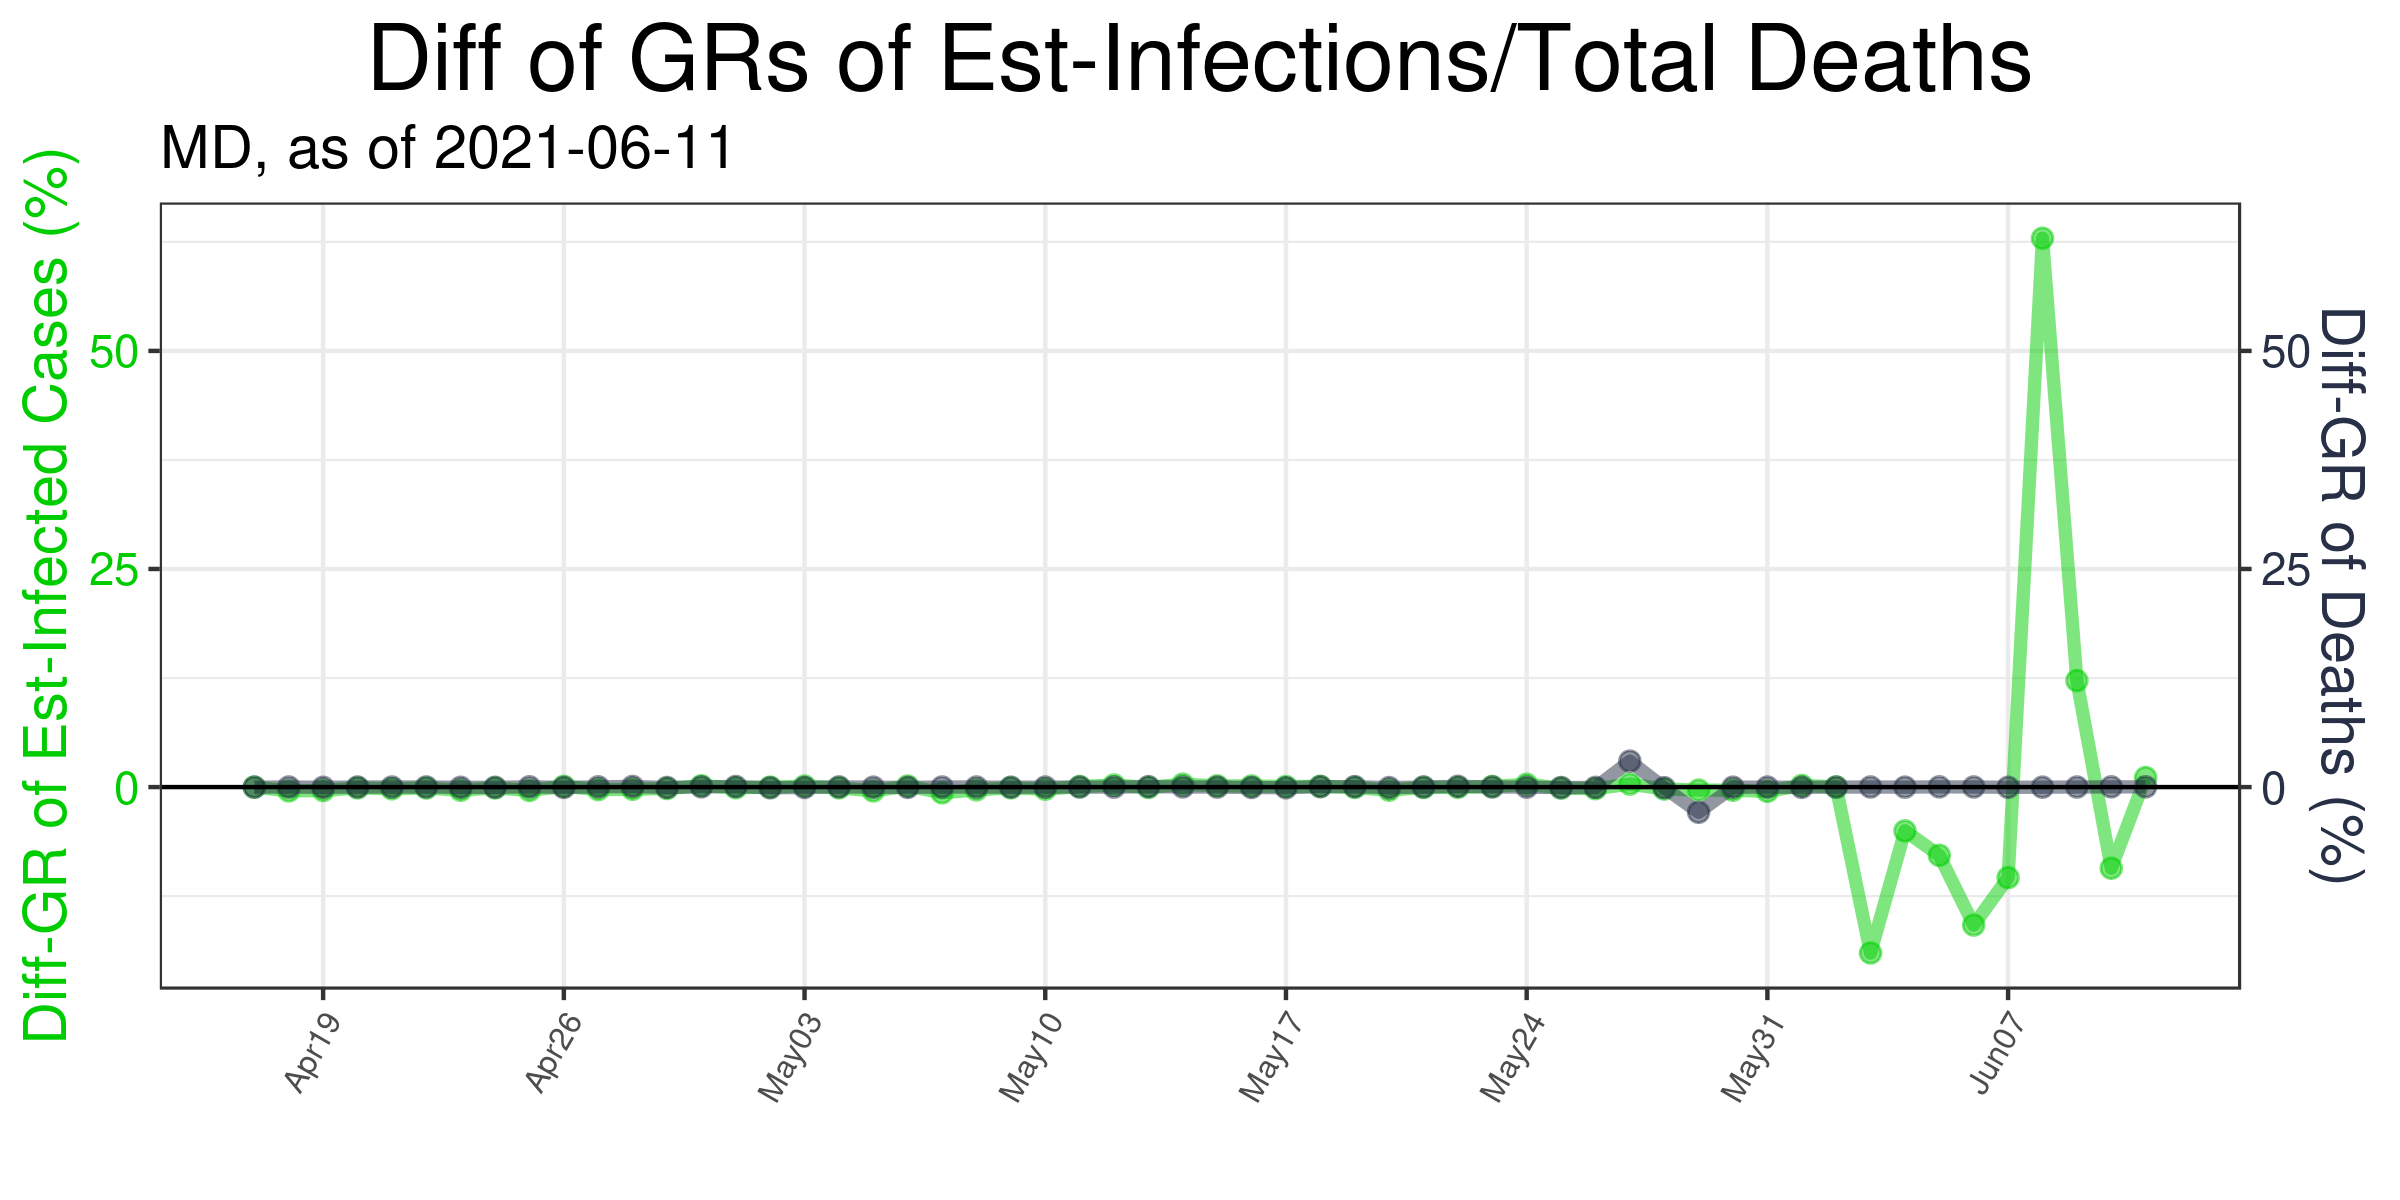 Diff of GRs of Est-Infections/Total Deaths
MD, as of 2021-06-11
Diff-GR of Est-Infected Cases (%)
50
25
0
50
25
0
Diff-GR of Deaths (%)
Apr19
Apr26
May03
May10
May17
May24
May31
Jun07